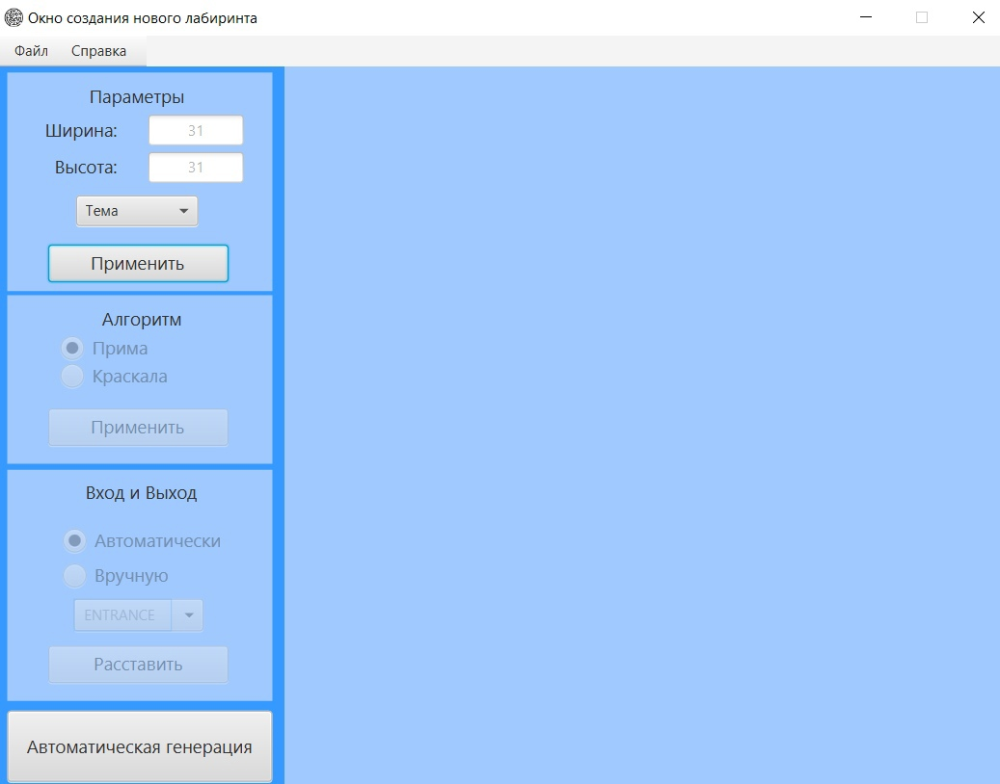 Окно создания нового лабиринта
Файл Справка
Параметры
Ширина: 31
Высота: 31
Тема
Применить
Алгоритм
Прима
Краскала
Применить
Вход и Выход
Автоматически
Вручную
ENTRANCE
Расставить
Автоматическая генерация